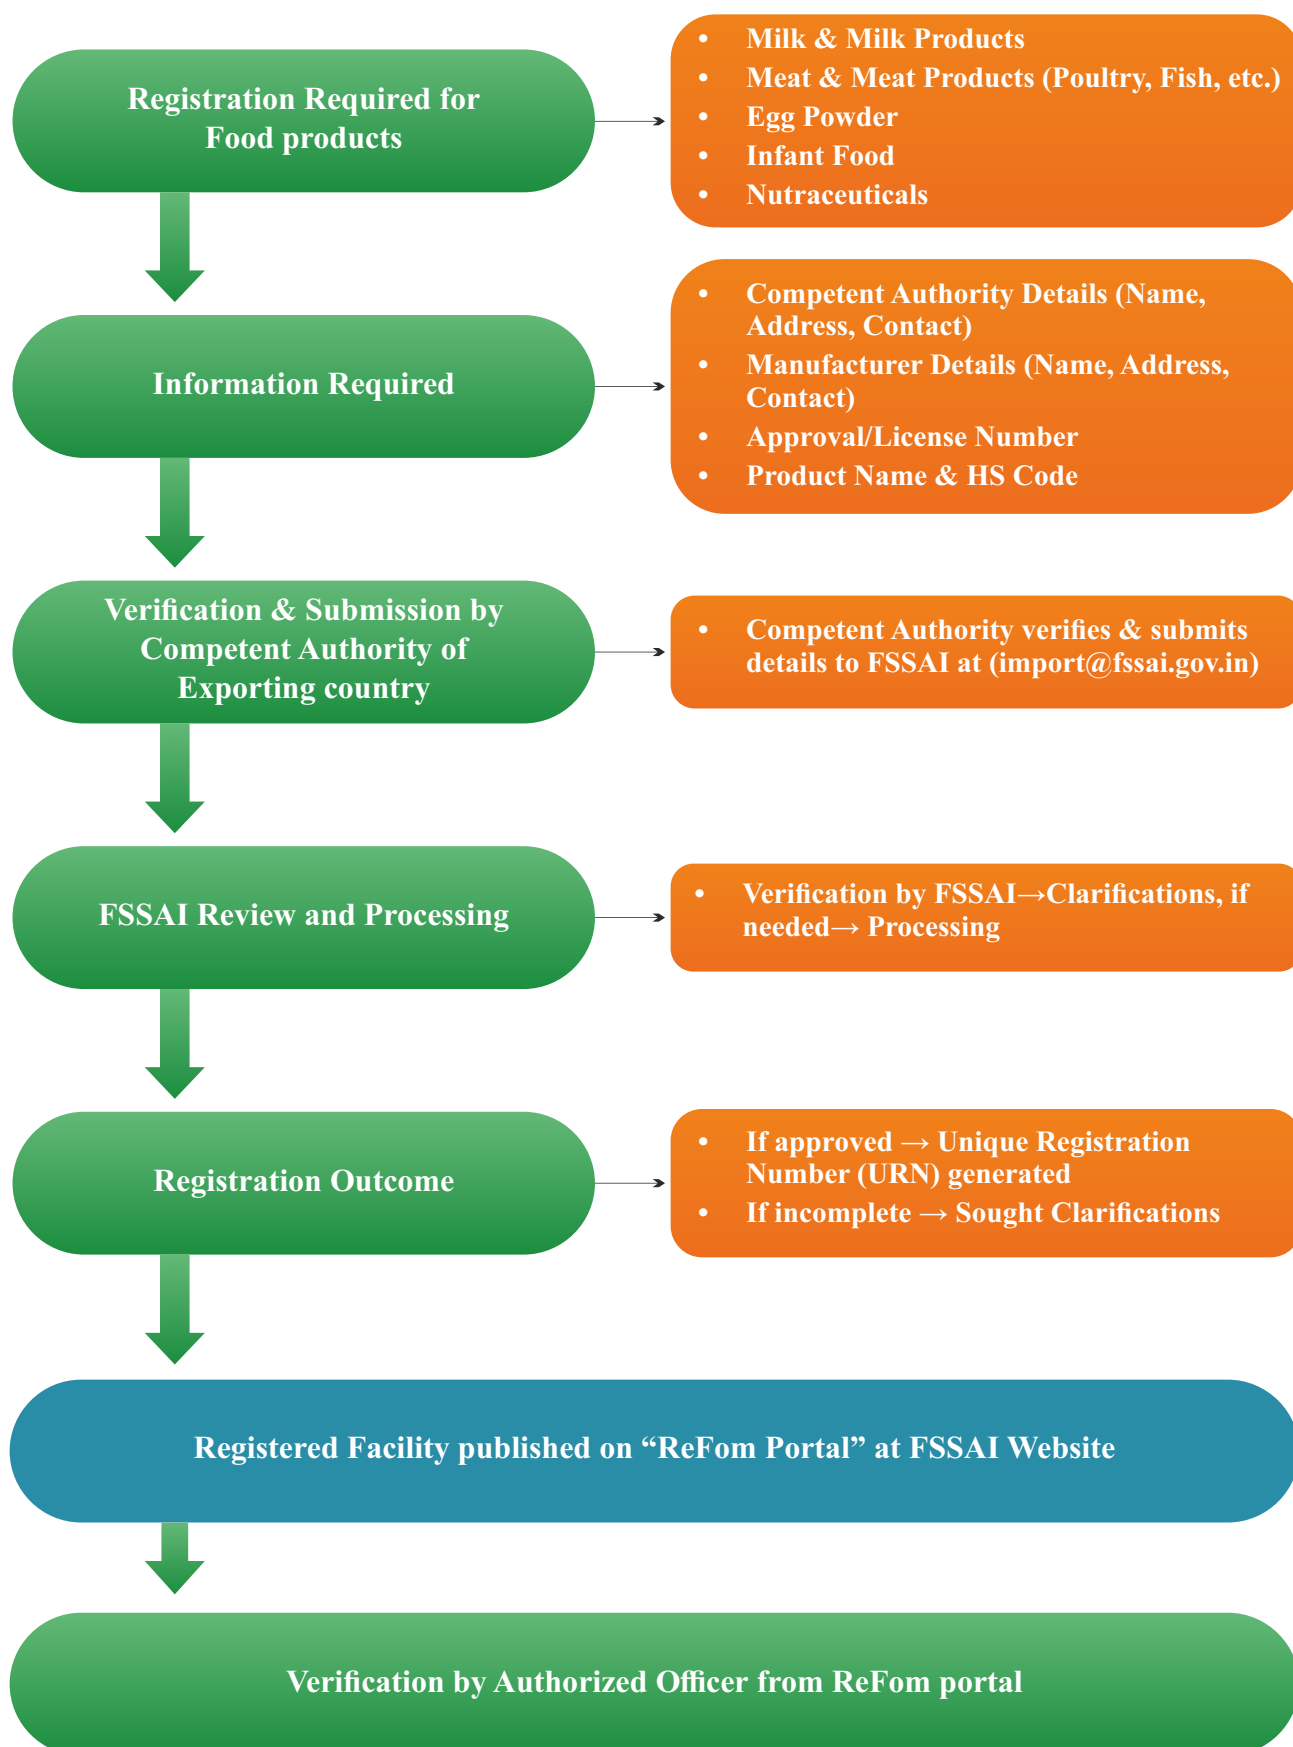 Registration Required for
Food products
• Milk & Milk Products
• Meat & Meat Products (Poultry, Fish, etc.)
• Egg Powder
• Infant Food
• Nutraceuticals
Information Required
• Competent Authority Details (Name,
Address, Contact)
• Manufacturer Details (Name, Address,
Contact)
• Approval/License Number
• Product Name & HS Code
Verification & Submission by
Competent Authority of
Exporting country
• Competent Authority verifies & submits
details to FSSAI at (import@fssai.gov.in)
FSSAI Review and Processing
• Verification by FSSAI→Clarifications, if
needed→ Processing
Registration Outcome
• If approved → Unique Registration
Number (URN) generated
• If incomplete → Sought Clarifications
Registered Facility published on “ReFom Portal” at FSSAI Website
Verification by Authorized Officer from ReFom portal